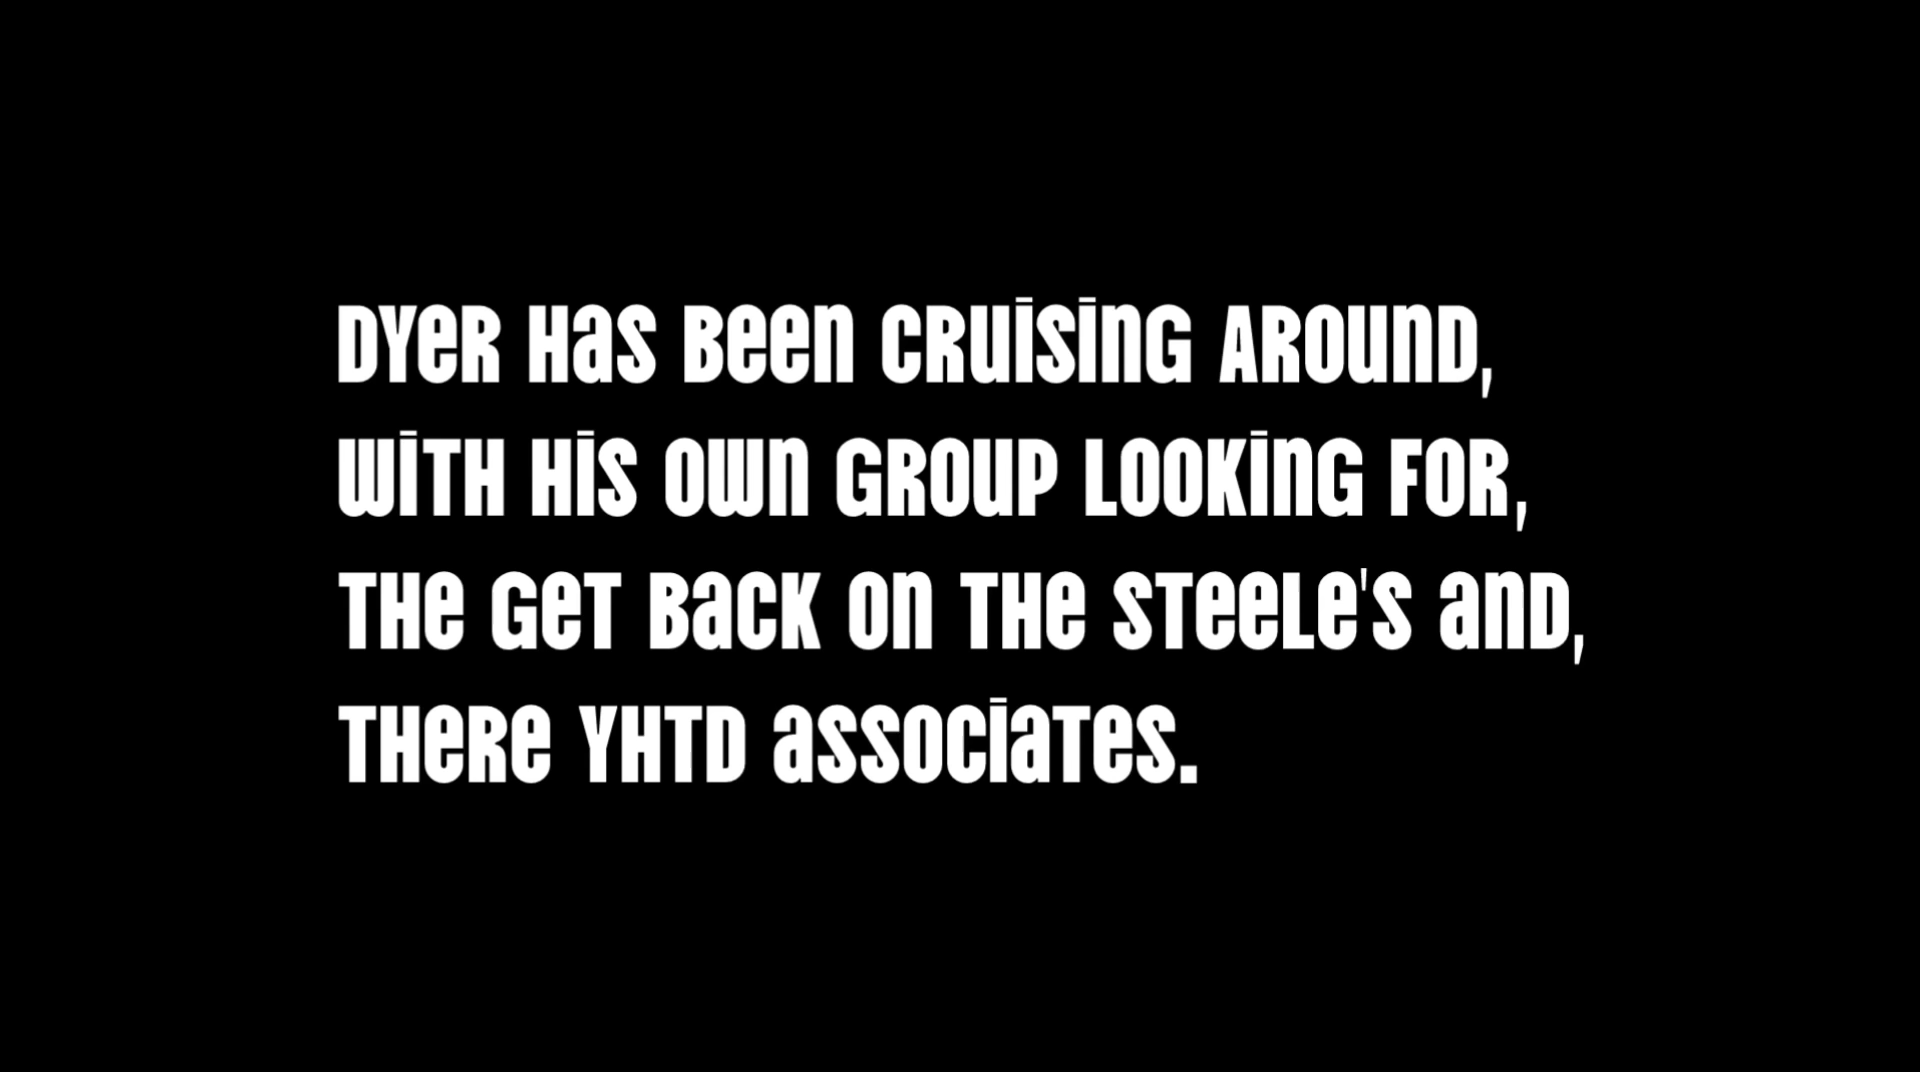 Dyer has been cruising around,
with his own group looking for,
the get back on the Steele's and,
there YHTD associates.